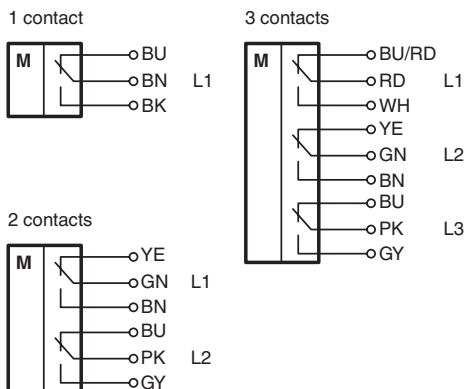 1 contact
M
BU
BN L1
BK
2 contacts
M
YE
GN L1
BN
BU
PK L2
GY
3 contacts
M
BU/RD
RD L1
WH
YE
GN L2
BN
BU
PK L3
GY